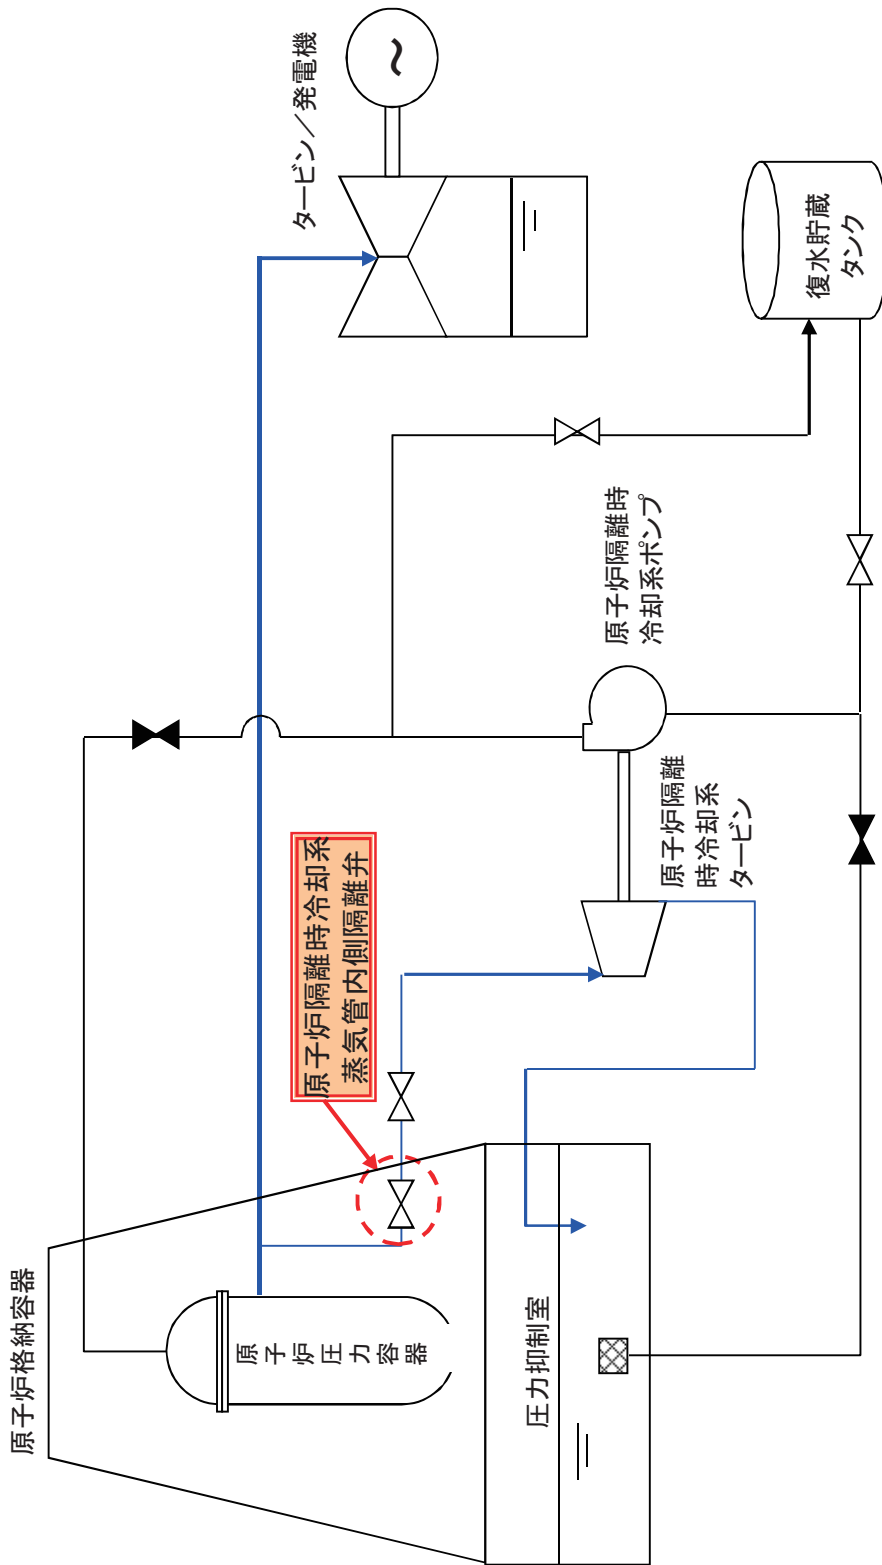 原子炉格納容器
原子炉圧力容器
圧力抑制室
原子炉隔離時冷却系
蒸気管内側隔離弁
原子炉隔離
時冷却系
タービン
原子炉隔離時
冷却系ポンプ
タービン／発電機
～
復水貯蔵
タンク